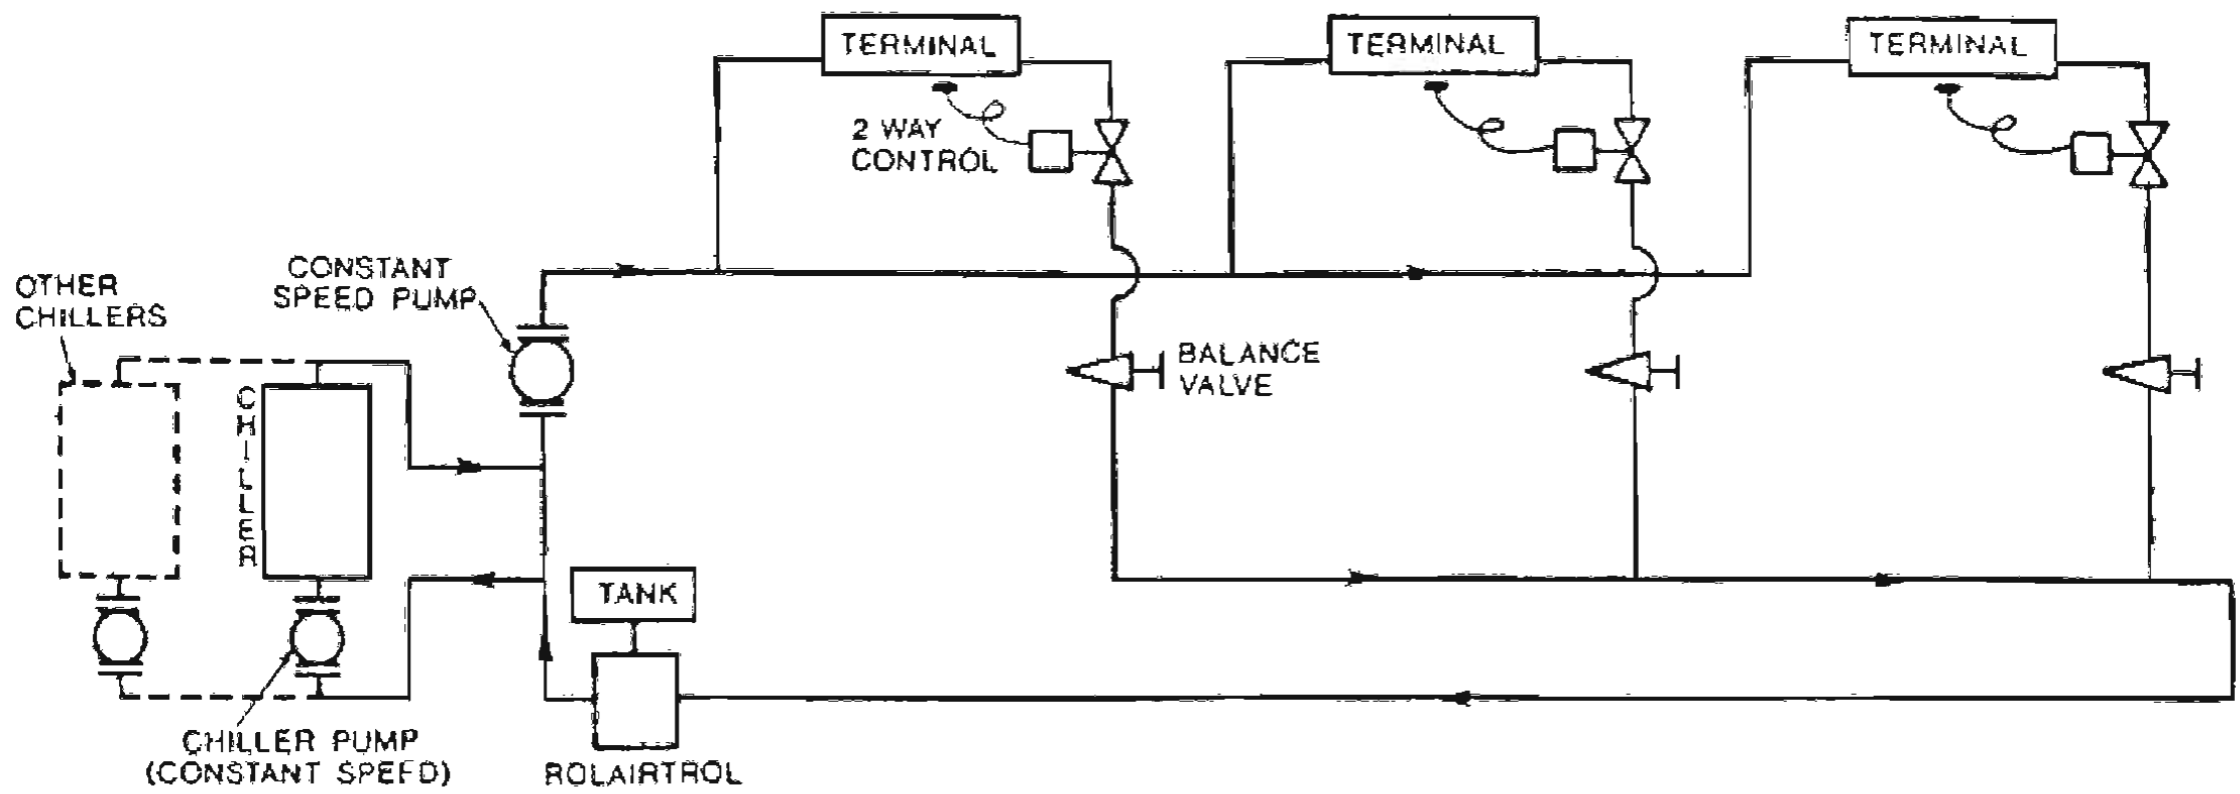 TERMINAL
TERMINAL
TERMINAL
2 WAY
CONTROL
CONSTANT
SPEED PUMP
OTHER
CHILLERS
CHILLER
BALANCE
VALVE
TANK
CHILLER PUMP
(CONSTANT SPEED)
ROLAIRTROL